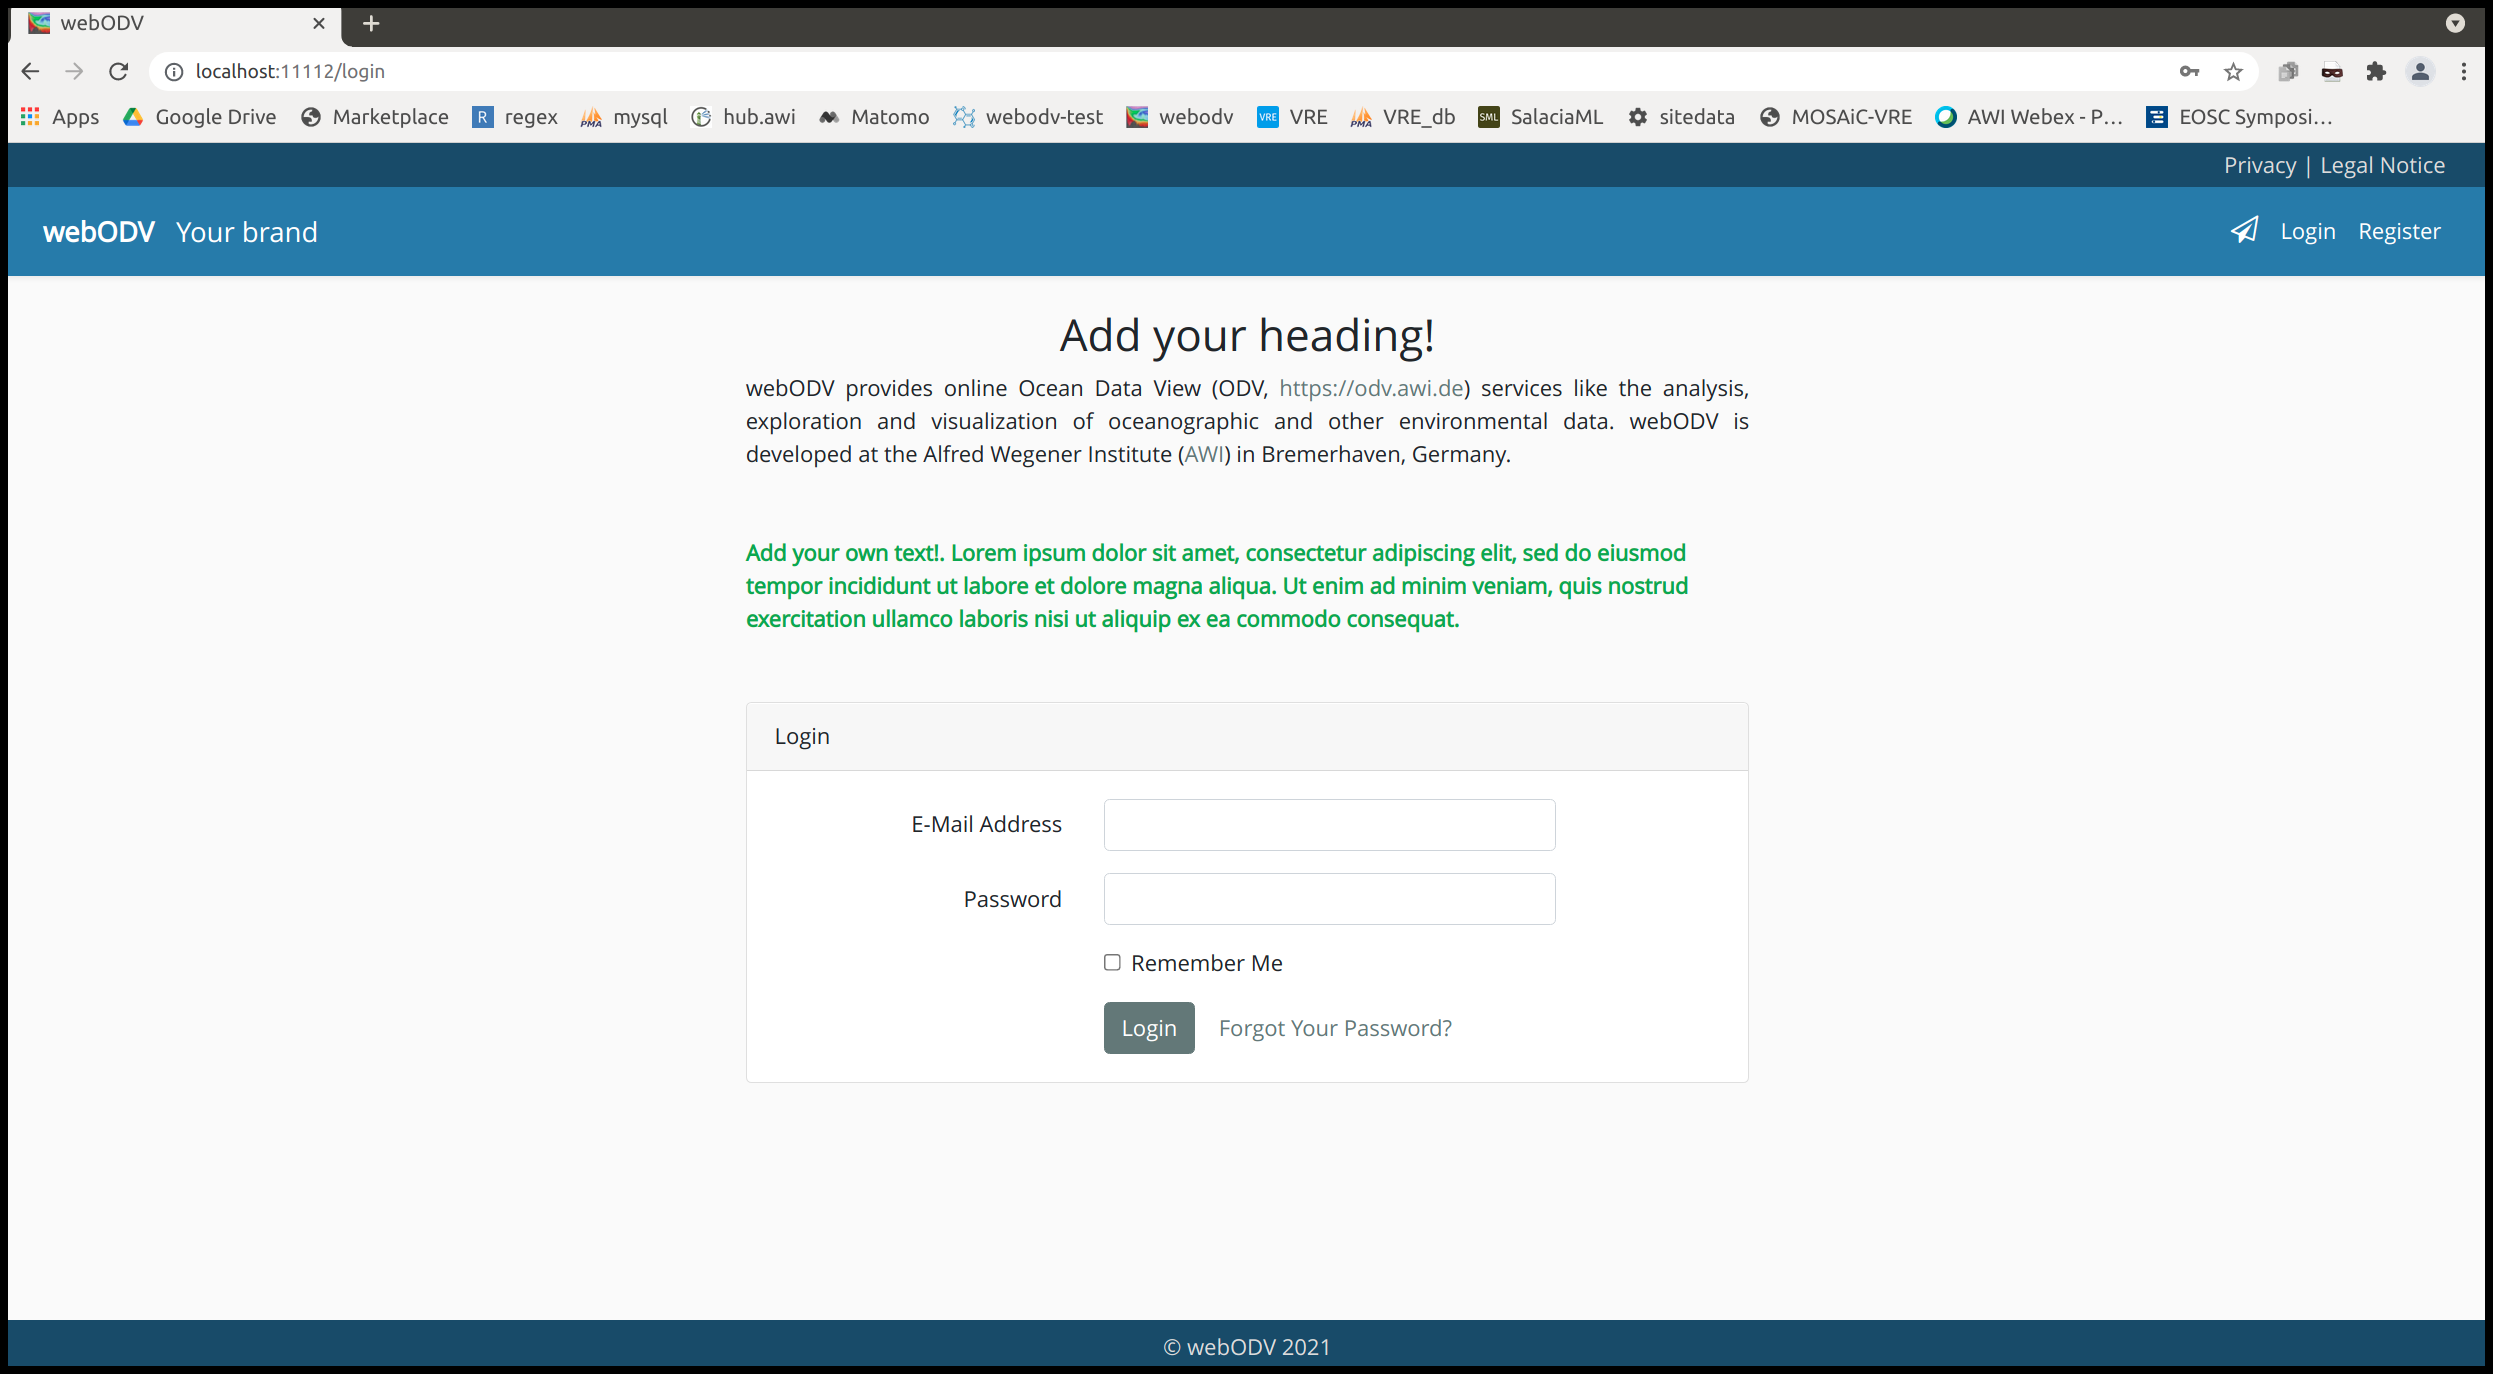 webODV
localhost:11112/login
Apps Google Drive Marketplace R regex PMA mysql hub.awi Matomo webodv-test webodv VRE VRE PMA VRE_db SML SalaciaML sitedata MOSAiC-VRE AWI Webex - P... EOSC Symposi...
Privacy | Legal Notice
webODV Your brand Login Register
Add your heading!
webODV provides online Ocean Data View (ODV, https://odv.awi.de) services like the analysis,
exploration and visualization of oceanographic and other environmental data. webODV is
developed at the Alfred Wegener Institute (AWI) in Bremerhaven, Germany.
Add your own text!. Lorem ipsum dolor sit amet, consectetur adipiscing elit, sed do eiusmod
tempor incididunt ut labore et dolore magna aliqua. Ut enim ad minim veniam, quis nostrud
exercitation ullamco laboris nisi ut aliquip ex ea commodo consequat.
Login
E-Mail Address
Password
Remember Me
Login Forgot Your Password?
© webODV 2021